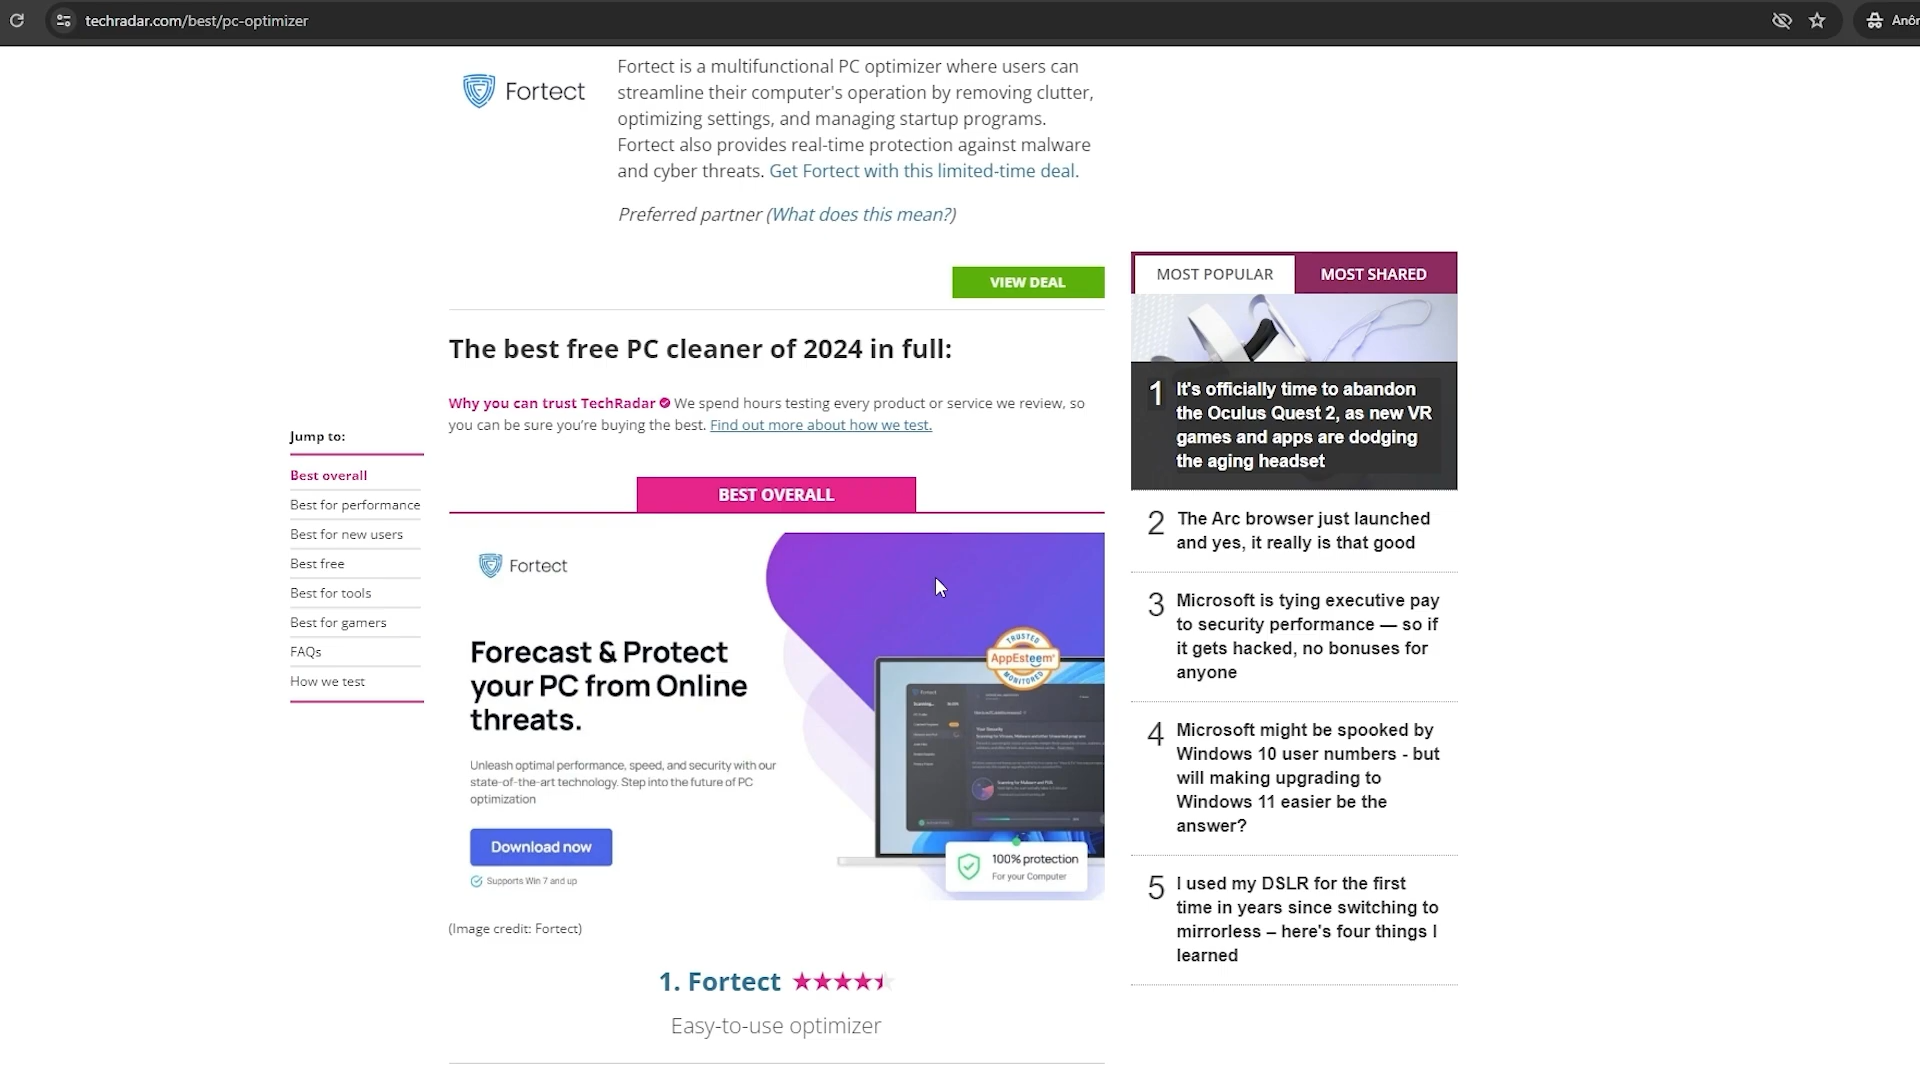 techradar.com/best/pc-optimizer
Anôn
Fortect
Fortect is a multifunctional PC optimizer where users can
streamline their computer's operation by removing clutter,
optimizing settings, and managing startup programs.
Fortect also provides real-time protection against malware
and cyber threats. Get Fortect with this limited-time deal.
Preferred partner (What does this mean?)
VIEW DEAL
The best free PC cleaner of 2024 in full:
Why you can trust TechRadar We spend hours testing every product or service we review, so
you can be sure you're buying the best. Find out more about how we test.
Jump to:
Best overall
Best for performance
Best for new users
Best free
Best for tools
Best for gamers
FAQs
How we test
BEST OVERALL
Fortect
Forecast & Protect
your PC from Online
threats.
Unleash optimal performance, speed, and security with our
state-of-the-art technology. Step into the future of PC
optimization
Download now
Supports Win 7 and up
TRUSTED
AppEsteem
MONITORED
100% protection
For your Computer
(Image credit: Fortect)
1. Fortect
Easy-to-use optimizer
MOST POPULAR
MOST SHARED
1 It's officially time to abandon
the Oculus Quest 2, as new VR
games and apps are dodging
the aging headset
2 The Arc browser just launched
and yes, it really is that good
3 Microsoft is tying executive pay
to security performance — so if
it gets hacked, no bonuses for
anyone
4 Microsoft might be spooked by
Windows 10 user numbers - but
will making upgrading to
Windows 11 easier be the
answer?
5 I used my DSLR for the first
time in years since switching to
mirrorless – here's four things I
learned